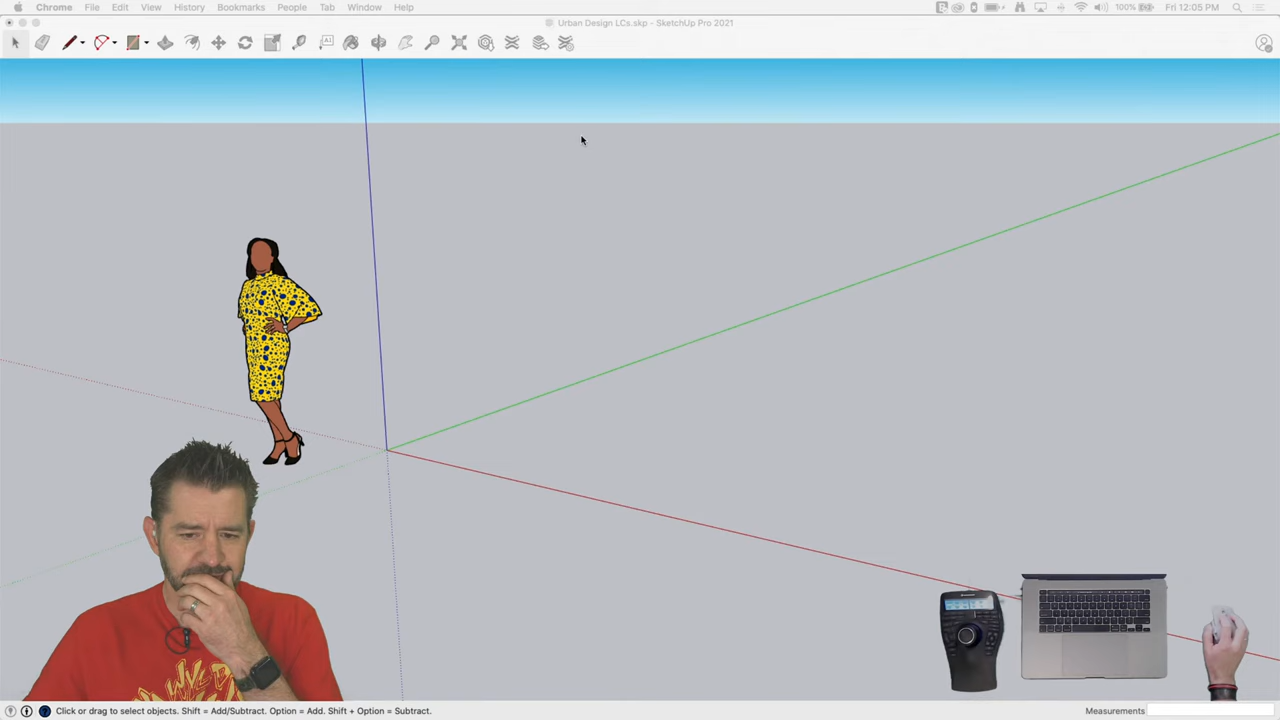 Chrome File Edit View History Bookmarks People Tab Window Help 100% Fri 12:05 PM
Urban Design LCs.skp - SketchUp Pro 2021
Click or drag to select objects. Shift = Add/Subtract. Option = Add. Shift + Option = Subtract.
Measurements